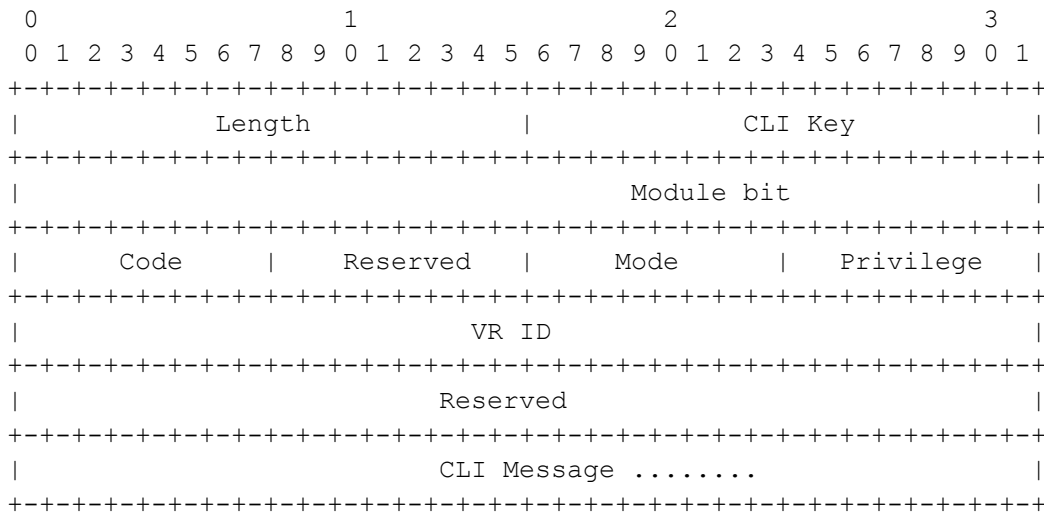 0                   1                   2                   3
 0 1 2 3 4 5 6 7 8 9 0 1 2 3 4 5 6 7 8 9 0 1 2 3 4 5 6 7 8 9 0 1
+-+-+-+-+-+-+-+-+-+-+-+-+-+-+-+-+-+-+-+-+-+-+-+-+-+-+-+-+-+-+-+-+
|            Length             |             CLI Key           |
+-+-+-+-+-+-+-+-+-+-+-+-+-+-+-+-+-+-+-+-+-+-+-+-+-+-+-+-+-+-+-+-+
|                                      Module bit               |
+-+-+-+-+-+-+-+-+-+-+-+-+-+-+-+-+-+-+-+-+-+-+-+-+-+-+-+-+-+-+-+-+
|      Code     |    Reserved   |     Mode      |   Privilege   |
+-+-+-+-+-+-+-+-+-+-+-+-+-+-+-+-+-+-+-+-+-+-+-+-+-+-+-+-+-+-+-+-+
|                            VR ID                              |
+-+-+-+-+-+-+-+-+-+-+-+-+-+-+-+-+-+-+-+-+-+-+-+-+-+-+-+-+-+-+-+-+
|                          Reserved                             |
+-+-+-+-+-+-+-+-+-+-+-+-+-+-+-+-+-+-+-+-+-+-+-+-+-+-+-+-+-+-+-+-+
|                          CLI Message ........                 |
+-+-+-+-+-+-+-+-+-+-+-+-+-+-+-+-+-+-+-+-+-+-+-+-+-+-+-+-+-+-+-+-+